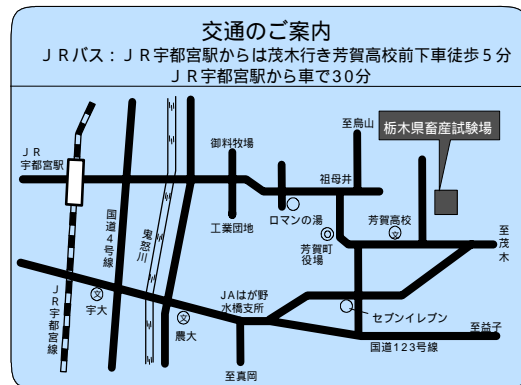 交通のご案内
ＪＲバス：ＪＲ宇都宮駅からは茂木行き芳賀高校前下車徒歩５分
ＪＲ宇都宮駅から車で30分
至烏山
栃木県畜産試験場
御料牧場
ＪＲ
宇都宮駅
祖母井
ロマンの湯
芳賀高校
文
至茂木
工業団地
芳賀町
役場
国道4号線
鬼怒川
ＪＲ宇都宮線
文
宇大
文
農大
JAはが野
水橋支所
セブンイレブン
至益子
国道123号線
至真岡